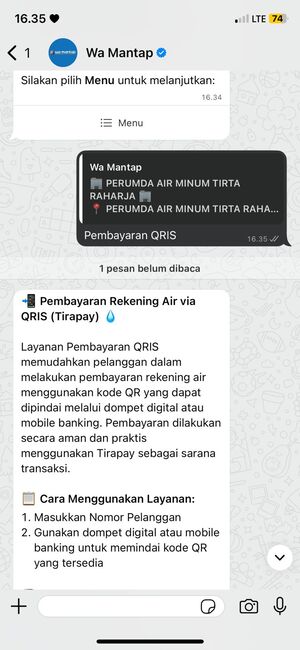 16.35
LTE 74
1
wa mantap
Wa Mantap
Silakan pilih Menu untuk melanjutkan:
16.34
Menu
Wa Mantap
PERUMDA AIR MINUM TIRTA
RAHARJA
PERUMDA AIR MINUM TIRTA RAHA...
Pembayaran QRIS
16.35
1 pesan belum dibaca
Pembayaran Rekening Air via
QRIS (Tirapay)
Layanan Pembayaran QRIS
memudahkan pelanggan dalam
melakukan pembayaran rekening air
menggunakan kode QR yang dapat
dipindai melalui dompet digital atau
mobile banking. Pembayaran dilakukan
secara aman dan praktis
menggunakan Tirapay sebagai sarana
transaksi.
Cara Menggunakan Layanan:
1. Masukkan Nomor Pelanggan
2. Gunakan dompet digital atau mobile
banking untuk memindai kode QR
yang tersedia